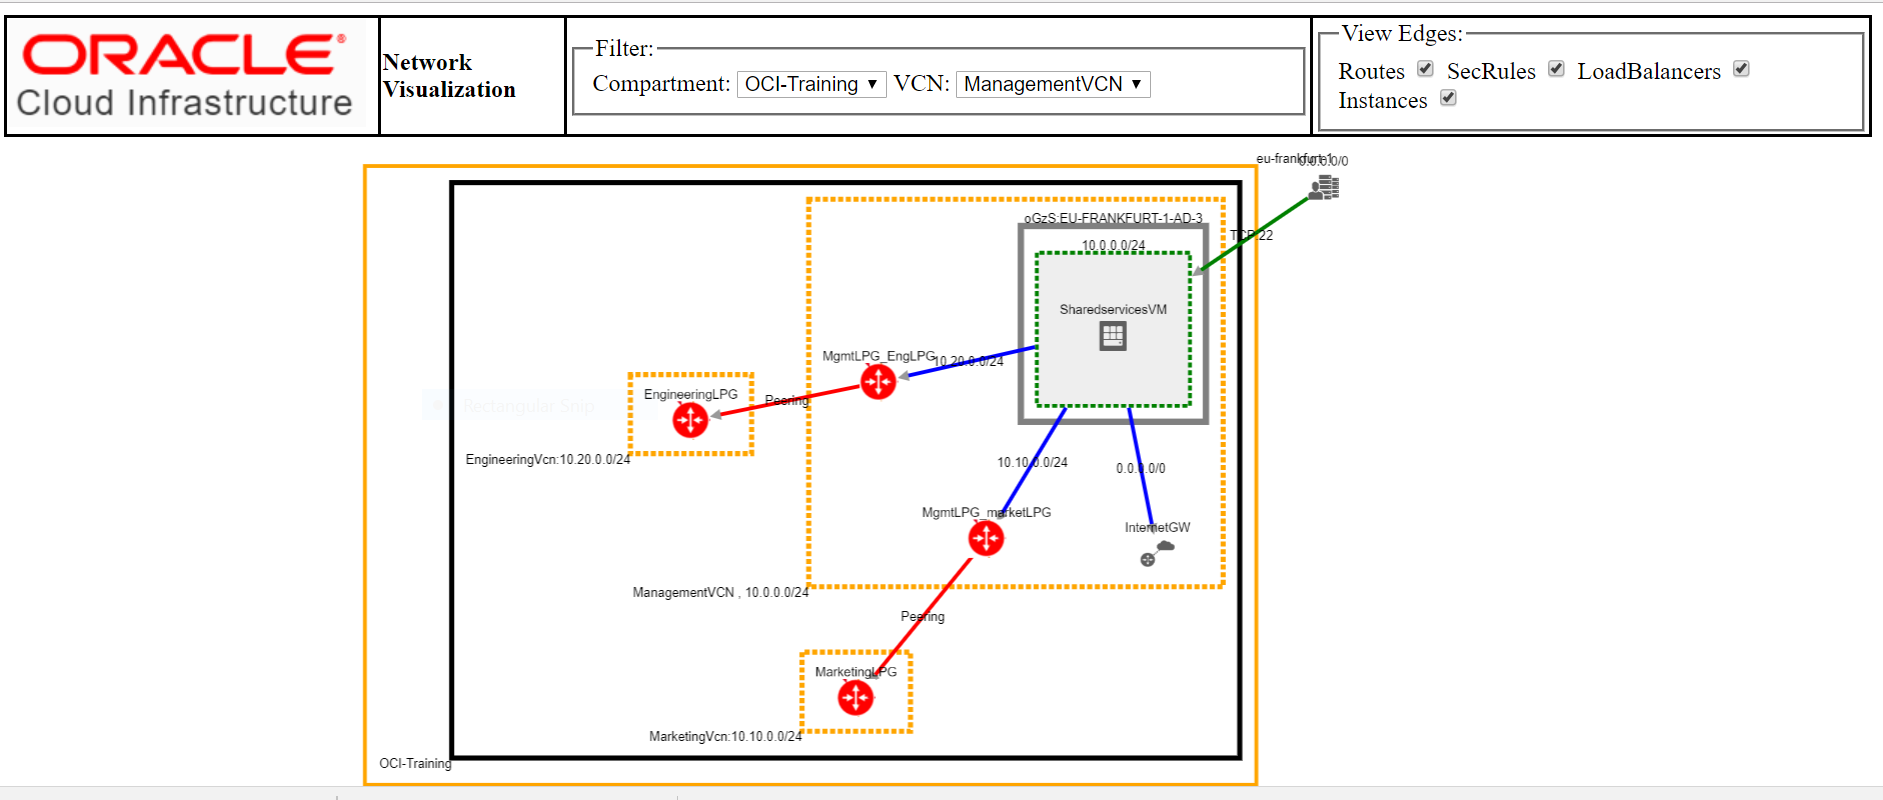 ORACLE®
Cloud Infrastructure
Network
Visualization
Filter:
Compartment: OCI-Training ▼ VCN: ManagementVCN ▼
View Edges:
Routes SecRules LoadBalancers
Instances
eu-frankfurt-1
0.0.0.0/0
TCP:22
oGzS:EU-FRANKFURT-1-AD-3
10.0.0.0/24
SharedservicesVM
MgmtLPG_EngLPG
10.20.0.0/24
EngineeringLPG
Peering
Rectangular Snip
EngineeringVcn:10.20.0.0/24
10.10.0.0/24
0.0.0.0/0
MgmtLPG_marketLPG
InternetGW
ManagementVCN , 10.0.0.0/24
Peering
MarketingLPG
MarketingVcn:10.10.0.0/24
OCI-Training